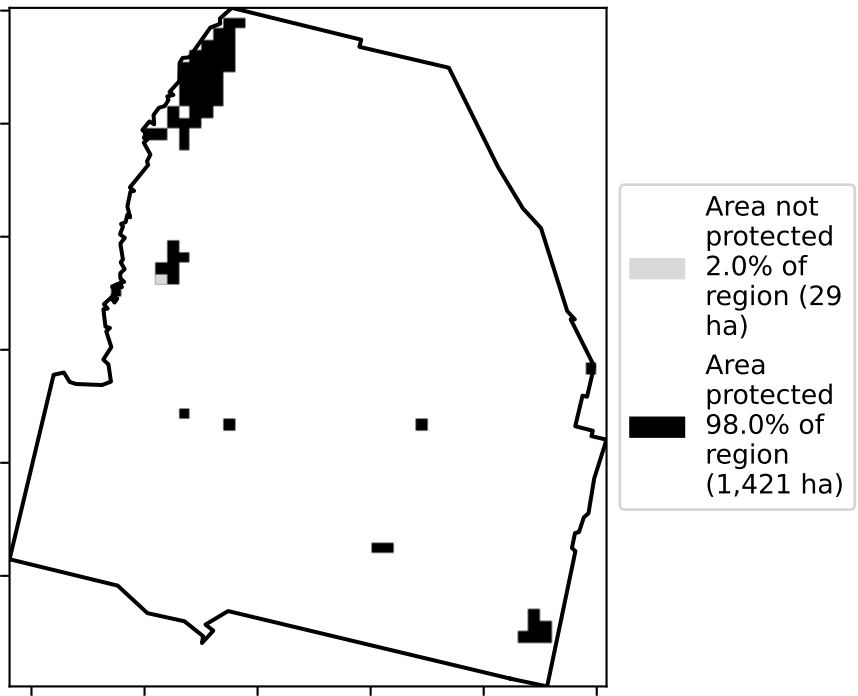 Area not
protected
2.0% of
region (29
ha)
Area
protected
98.0% of
region
(1,421 ha)